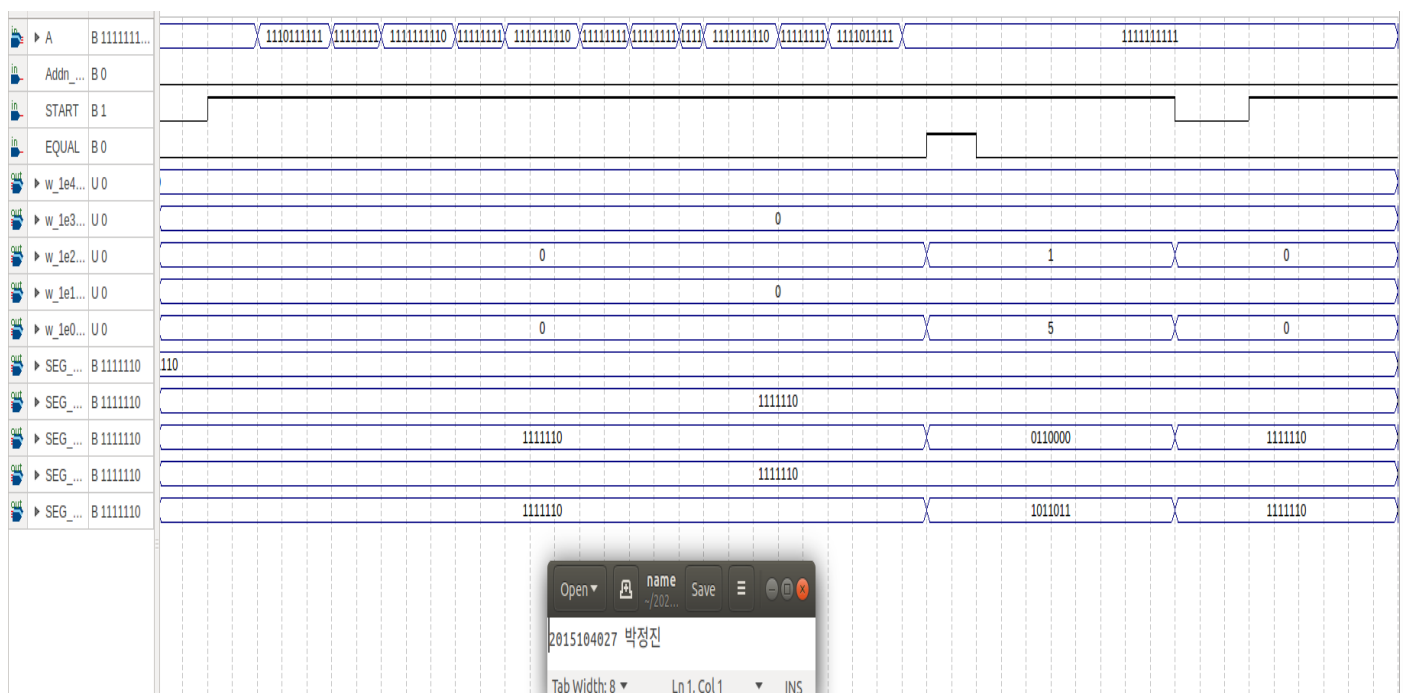 A B 1111111... 1110111111 11111111 1111111110 11111111 1111111110 11111111 11111111 1111 1111111110 11111111 1111011111 1111111111
Addn_... B 0
START B 1
EQUAL B 0
w_1e4... U 0
w_1e3... U 0 0
w_1e2... U 0 0 1 0
w_1e1... U 0 0
w_1e0... U 0 0 5 0
SEG_... B 1111110 110
SEG_... B 1111110 1111110
SEG_... B 1111110 1111110 0110000 1111110
SEG_... B 1111110 1111110
SEG_... B 1111110 1111110 1011011 1111110
Open name Save
~/202...
2015104027 박정진
Tab Width: 8 Ln 1, Col 1 INS